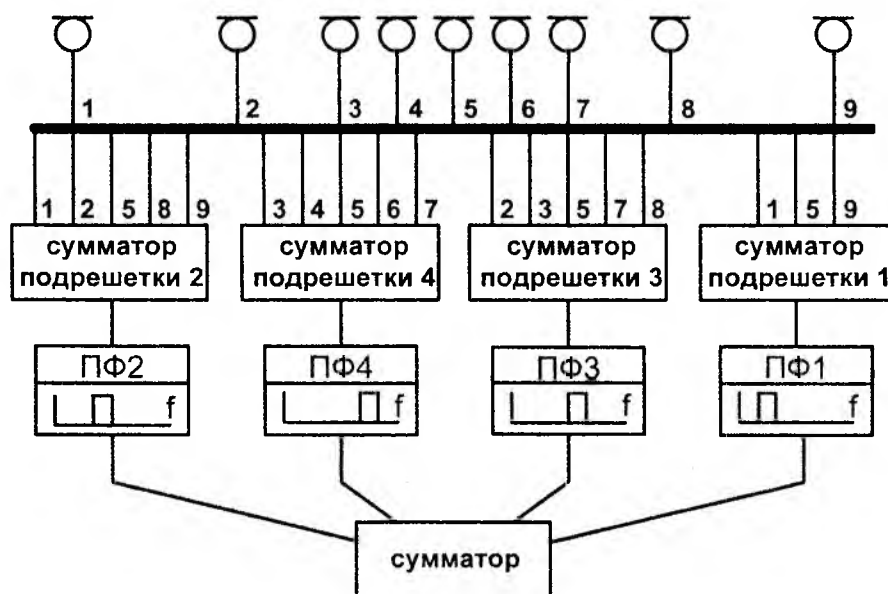 1 2 3 4 5 6 7 8 9
1 2 5 8 9 3 4 5 6 7 2 3 5 7 8 1 5 9
сумматор подрешетки 2
сумматор подрешетки 4
сумматор подрешетки 3
сумматор подрешетки 1
ПФ2 ПФ4 ПФ3 ПФ1
f f f f
сумматор